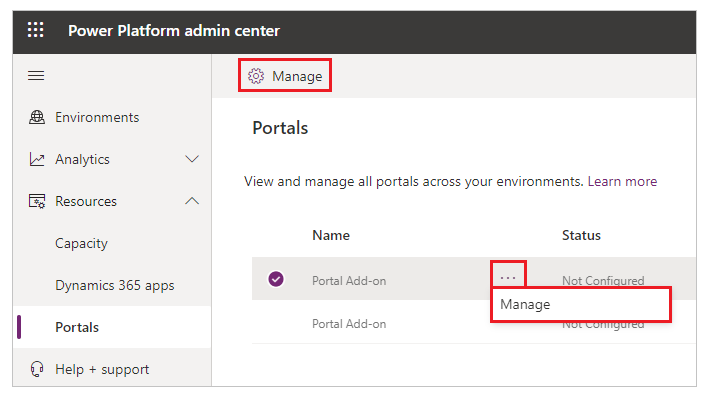 Power Platform admin center
Manage
Environments
Analytics
Resources
Capacity
Dynamics 365 apps
Portals
Help + support
Portals
View and manage all portals across your environments. Learn more
Name Status
Portal Add-on ... Not Configured
Manage
Portal Add-on Not Configured